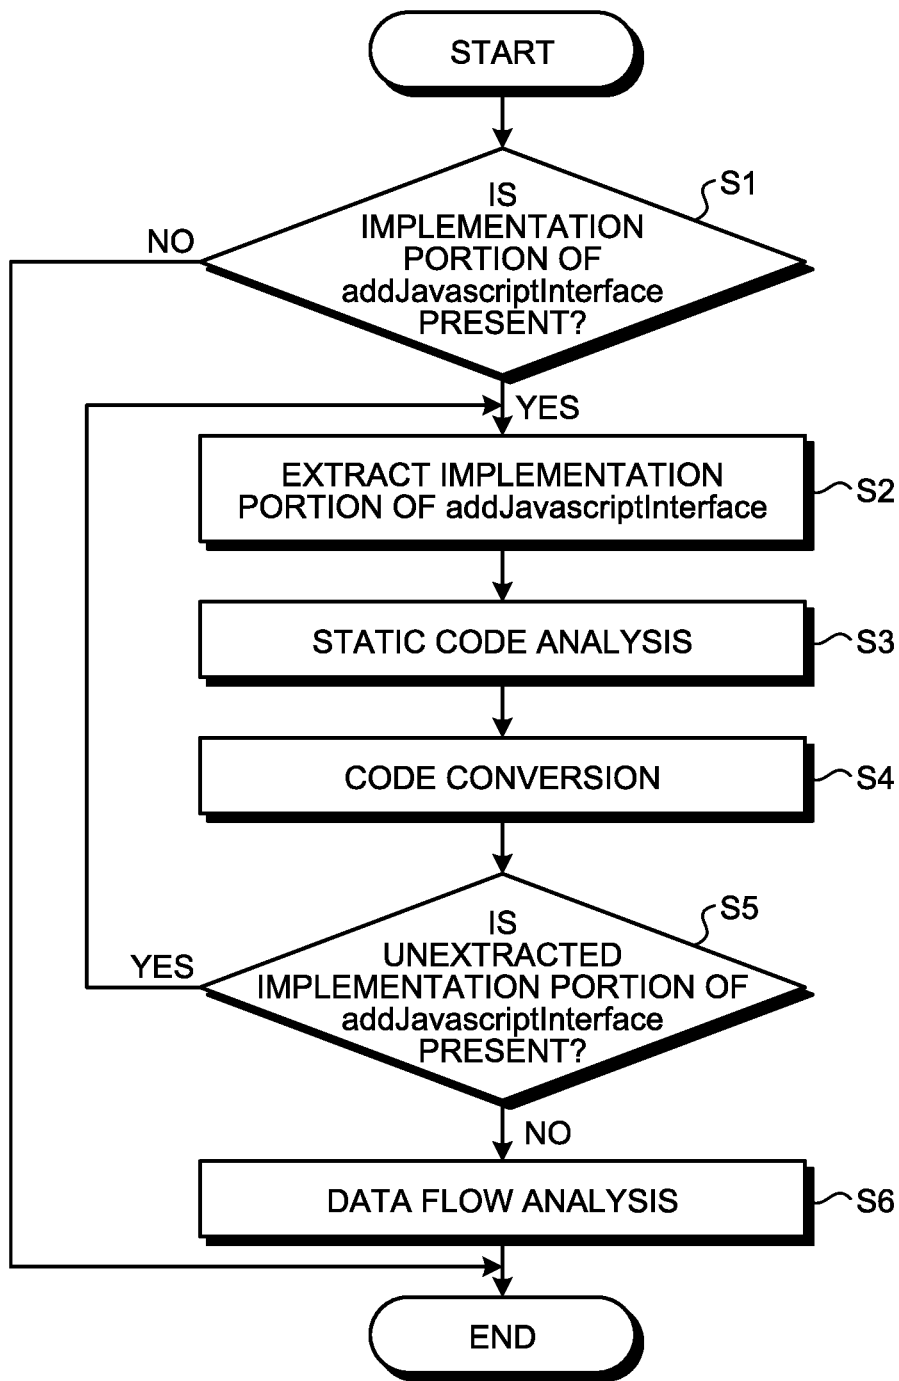 START
IS
IMPLEMENTATION
PORTION OF
addJavascriptInterface
PRESENT?
S1
NO
YES
EXTRACT IMPLEMENTATION
PORTION OF addJavascriptInterface
S2
STATIC CODE ANALYSIS
S3
CODE CONVERSION
S4
IS
UNEXTRACTED
IMPLEMENTATION PORTION OF
addJavascriptInterface
PRESENT?
S5
YES
NO
DATA FLOW ANALYSIS
S6
END